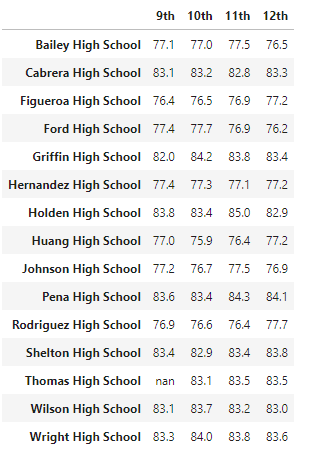 9th 10th 11th 12th
Bailey High School 77.1 77.0 77.5 76.5
Cabrera High School 83.1 83.2 82.8 83.3
Figueroa High School 76.4 76.5 76.9 77.2
Ford High School 77.4 77.7 76.9 76.2
Griffin High School 82.0 84.2 83.8 83.4
Hernandez High School 77.4 77.3 77.1 77.2
Holden High School 83.8 83.4 85.0 82.9
Huang High School 77.0 75.9 76.4 77.2
Johnson High School 77.2 76.7 77.5 76.9
Pena High School 83.6 83.4 84.3 84.1
Rodriguez High School 76.9 76.6 76.4 77.7
Shelton High School 83.4 82.9 83.4 83.8
Thomas High School nan 83.1 83.5 83.5
Wilson High School 83.1 83.7 83.2 83.0
Wright High School 83.3 84.0 83.8 83.6